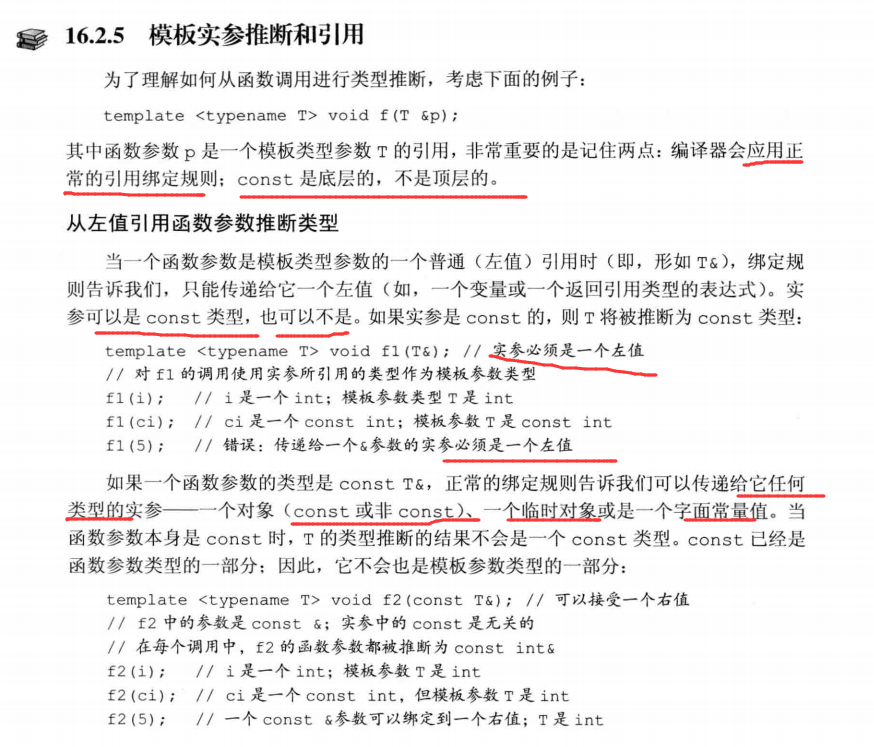 16.2.5 模板实参推断和引用
为了理解如何从函数调用进行类型推断，考虑下面的例子：
template <typename T> void f(T &p);
其中函数参数 p 是一个模板类型参数 T 的引用，非常重要的是记住两点：编译器会应用正
常的引用绑定规则；const 是底层的，不是顶层的。
从左值引用函数参数推断类型
当一个函数参数是模板类型参数的一个普通（左值）引用时（即，形如 T&），绑定规
则告诉我们，只能传递给它一个左值（如，一个变量或一个返回引用类型的表达式）。实
参可以是 const 类型，也可以不是。如果实参是 const 的，则 T 将被推断为 const 类型：
template <typename T> void f1(T&); // 实参必须是一个左值
// 对 f1 的调用使用实参所引用的类型作为模板参数类型
f1(i); // i 是一个 int；模板参数类型 T 是 int
f1(ci); // ci 是一个 const int；模板参数 T 是 const int
f1(5); // 错误：传递给一个&参数的实参必须是一个左值
如果一个函数参数的类型是 const T&，正常的绑定规则告诉我们可以传递给它任何
类型的实参——一个对象（const 或非 const）、一个临时对象或是一个字面常量值。当
函数参数本身是 const 时，T 的类型推断的结果不会是一个 const 类型。const 已经是
函数参数类型的一部分；因此，它不会也是模板参数类型的一部分：
template <typename T> void f2(const T&); // 可以接受一个右值
// f2 中的参数是 const &；实参中的 const 是无关的
// 在每个调用中，f2 的函数参数都被推断为 const int&
f2(i); // i 是一个 int；模板参数 T 是 int
f2(ci); // ci 是一个 const int，但模板参数 T 是 int
f2(5); // 一个 const &参数可以绑定到一个右值；T 是 int